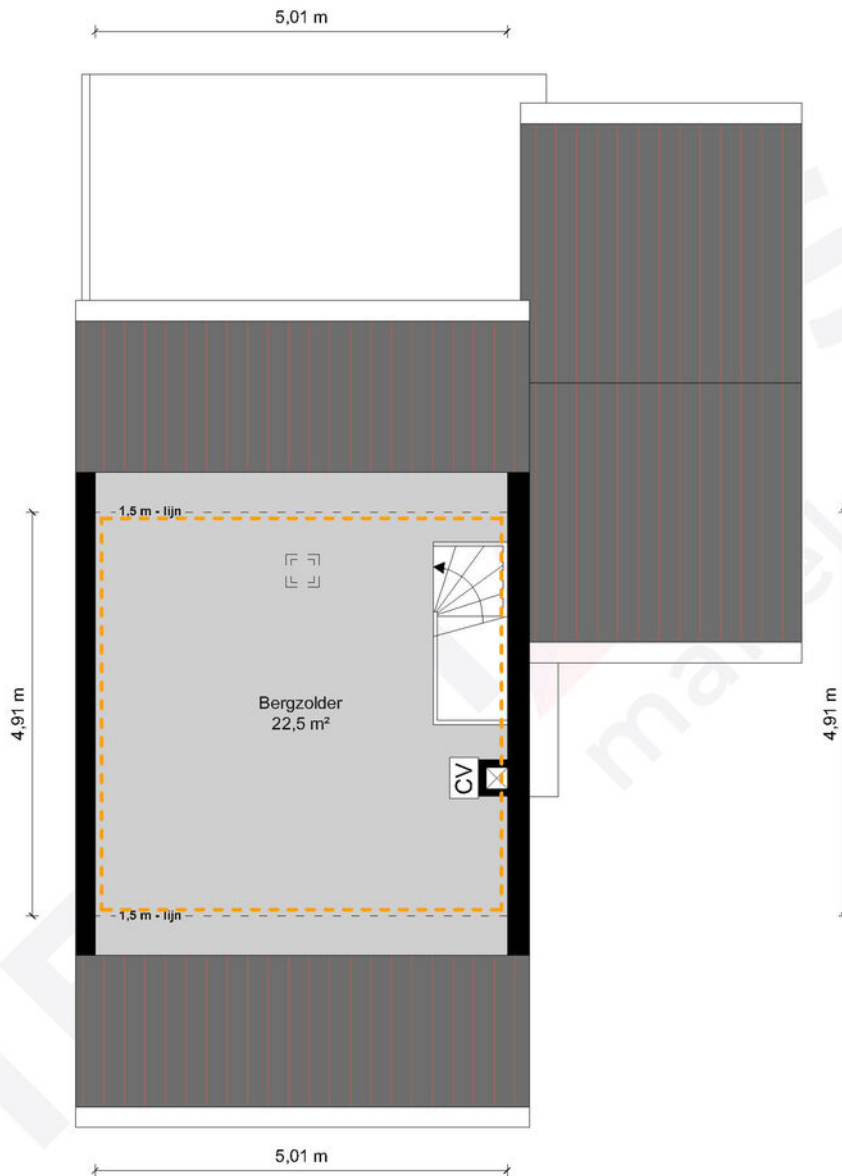 5,01 m
1,5 m - lijn
Bergzolder
22,5 m²
4,91 m
4,91 m
CV
1,5 m - lijn
5,01 m